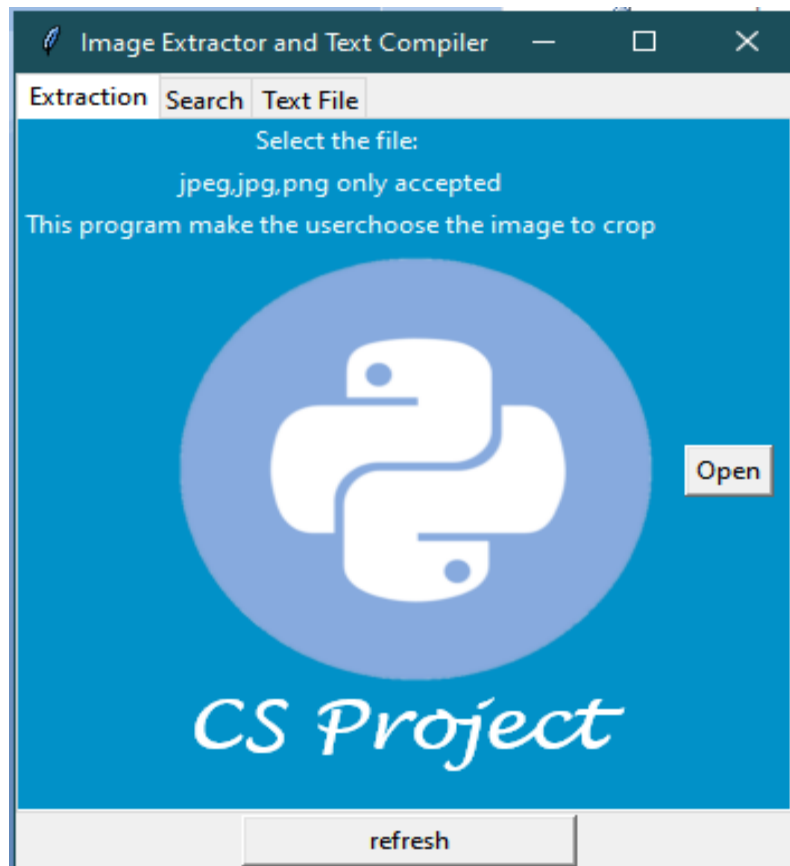 Image Extractor and Text Compiler
Extraction Search Text File
Select the file:
jpeg,jpg,png only accepted
This program make the userchoose the image to crop
Open
CS Project
refresh